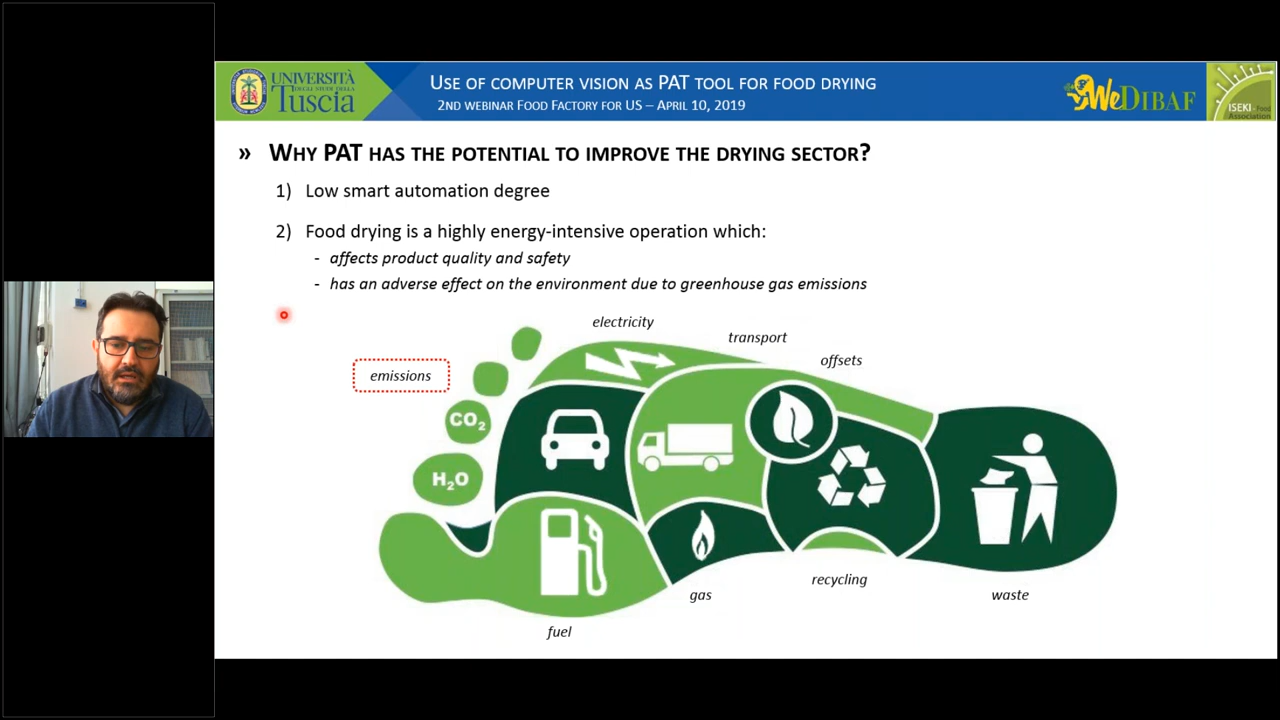 UNIVERSITÀ
DEGLI STUDI DELLA
TUSCIA
USE OF COMPUTER VISION AS PAT TOOL FOR FOOD DRYING
2ND WEBINAR FOOD FACTORY FOR US – APRIL 10, 2019
WEDIBAF
ISEKI-Food
Association
» WHY PAT HAS THE POTENTIAL TO IMPROVE THE DRYING SECTOR?
1) Low smart automation degree
2) Food drying is a highly energy-intensive operation which:
- affects product quality and safety
- has an adverse effect on the environment due to greenhouse gas emissions
electricity
transport
offsets
emissions
CO₂
H₂O
recycling
gas
waste
fuel